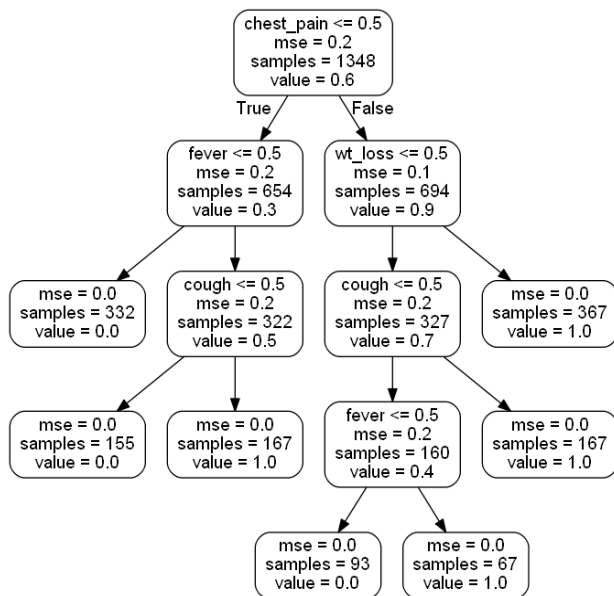 chest_pain <= 0.5
mse = 0.2
samples = 1348
value = 0.6
True
False
fever <= 0.5
mse = 0.2
samples = 654
value = 0.3
wt_loss <= 0.5
mse = 0.1
samples = 694
value = 0.9
mse = 0.0
samples = 332
value = 0.0
cough <= 0.5
mse = 0.2
samples = 322
value = 0.5
cough <= 0.5
mse = 0.2
samples = 327
value = 0.7
mse = 0.0
samples = 367
value = 1.0
mse = 0.0
samples = 155
value = 0.0
mse = 0.0
samples = 167
value = 1.0
fever <= 0.5
mse = 0.2
samples = 160
value = 0.4
mse = 0.0
samples = 167
value = 1.0
mse = 0.0
samples = 93
value = 0.0
mse = 0.0
samples = 67
value = 1.0